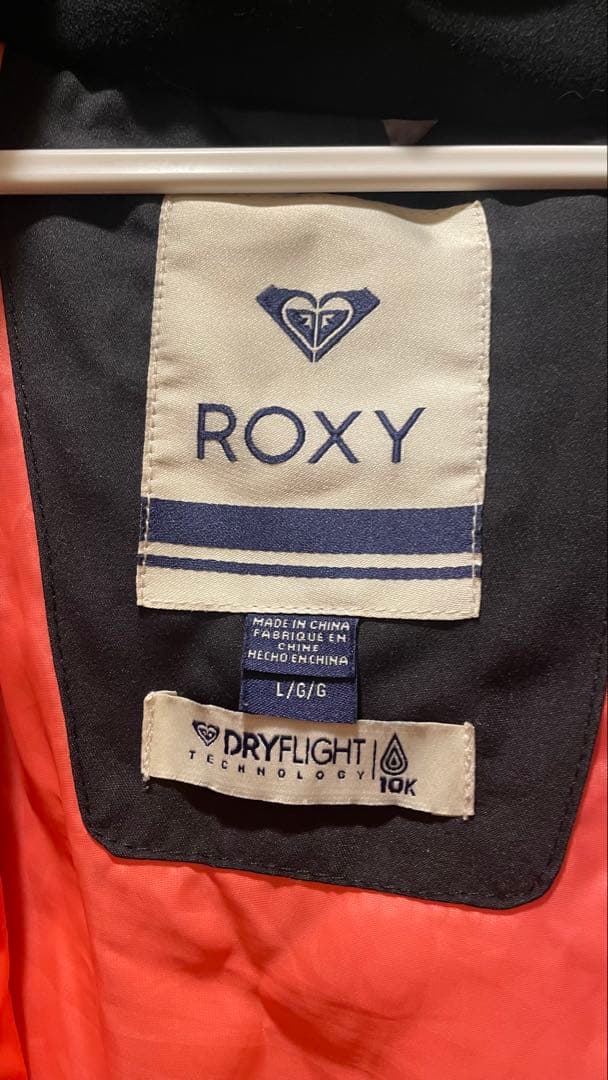 ROXY
MADE IN CHINA
FABRIQUE EN
CHINE
HECHO EN CHINA
L/G/G
DRYFLIGHT
TECHNOLOGY
10K